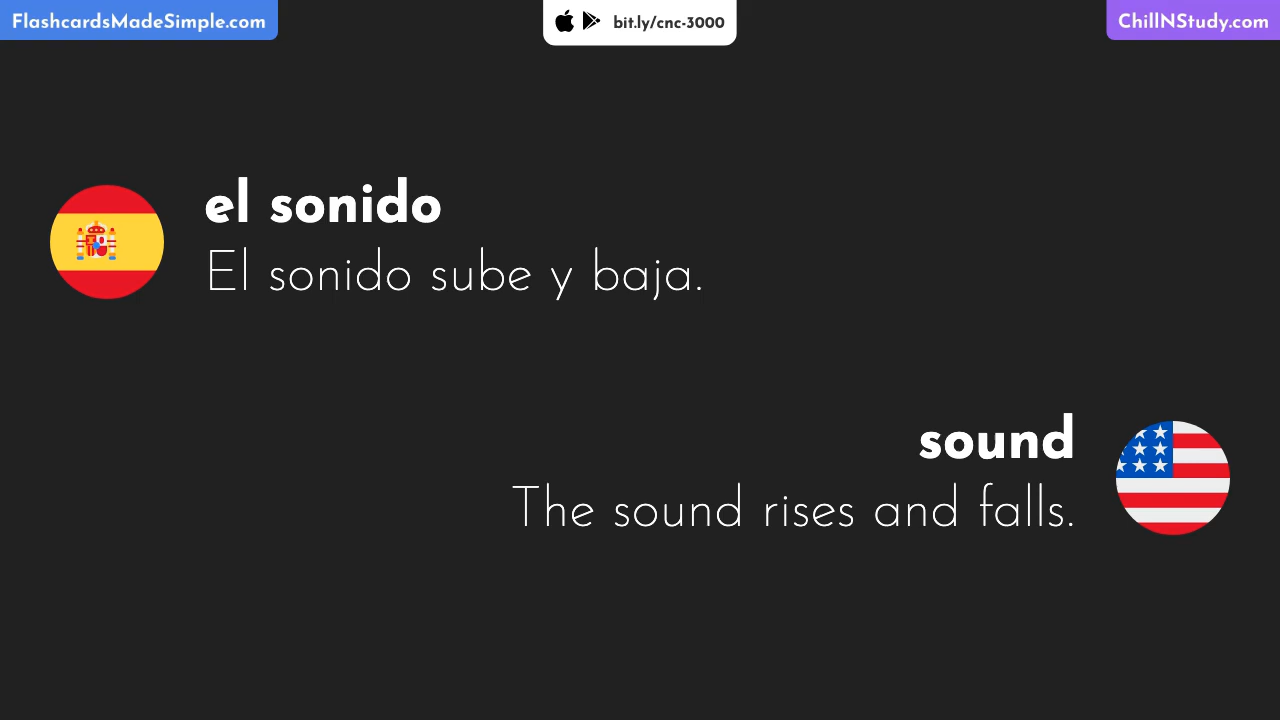 FlashcardsMadeSimple.com
bit.ly/cnc-3000
ChillNStudy.com
el sonido
El sonido sube y baja.
sound
The sound rises and falls.